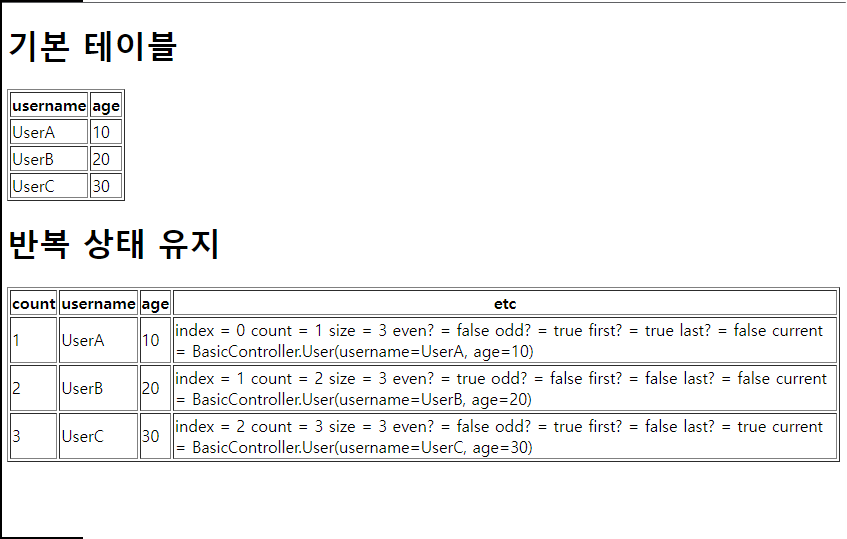 기본 테이블
username age
UserA 10
UserB 20
UserC 30
반복 상태 유지
count username age etc
1 UserA 10 index = 0 count = 1 size = 3 even? = false odd? = true first? = true last? = false current
= BasicController.User(username=UserA, age=10)
2 UserB 20 index = 1 count = 2 size = 3 even? = true odd? = false first? = false last? = false current
= BasicController.User(username=UserB, age=20)
3 UserC 30 index = 2 count = 3 size = 3 even? = false odd? = true first? = false last? = true current
= BasicController.User(username=UserC, age=30)